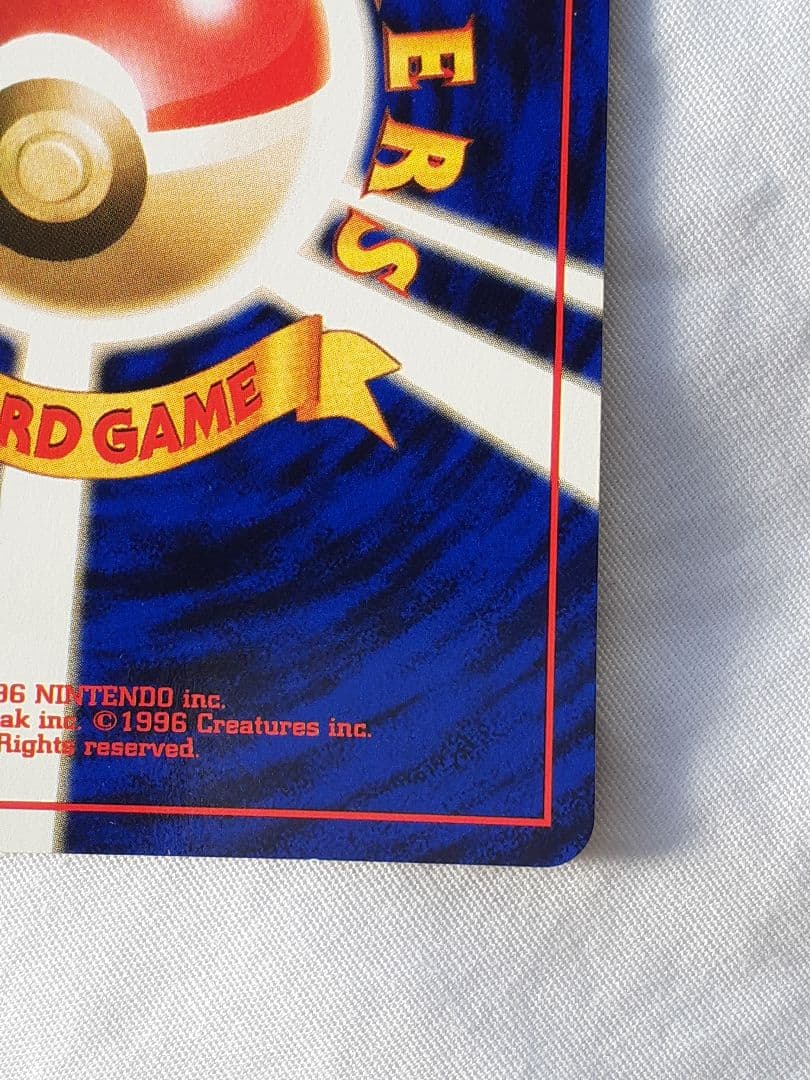 ERS
RD GAME
96 NINTENDO inc.
ak inc. ©1996 Creatures inc.
Rights reserved.